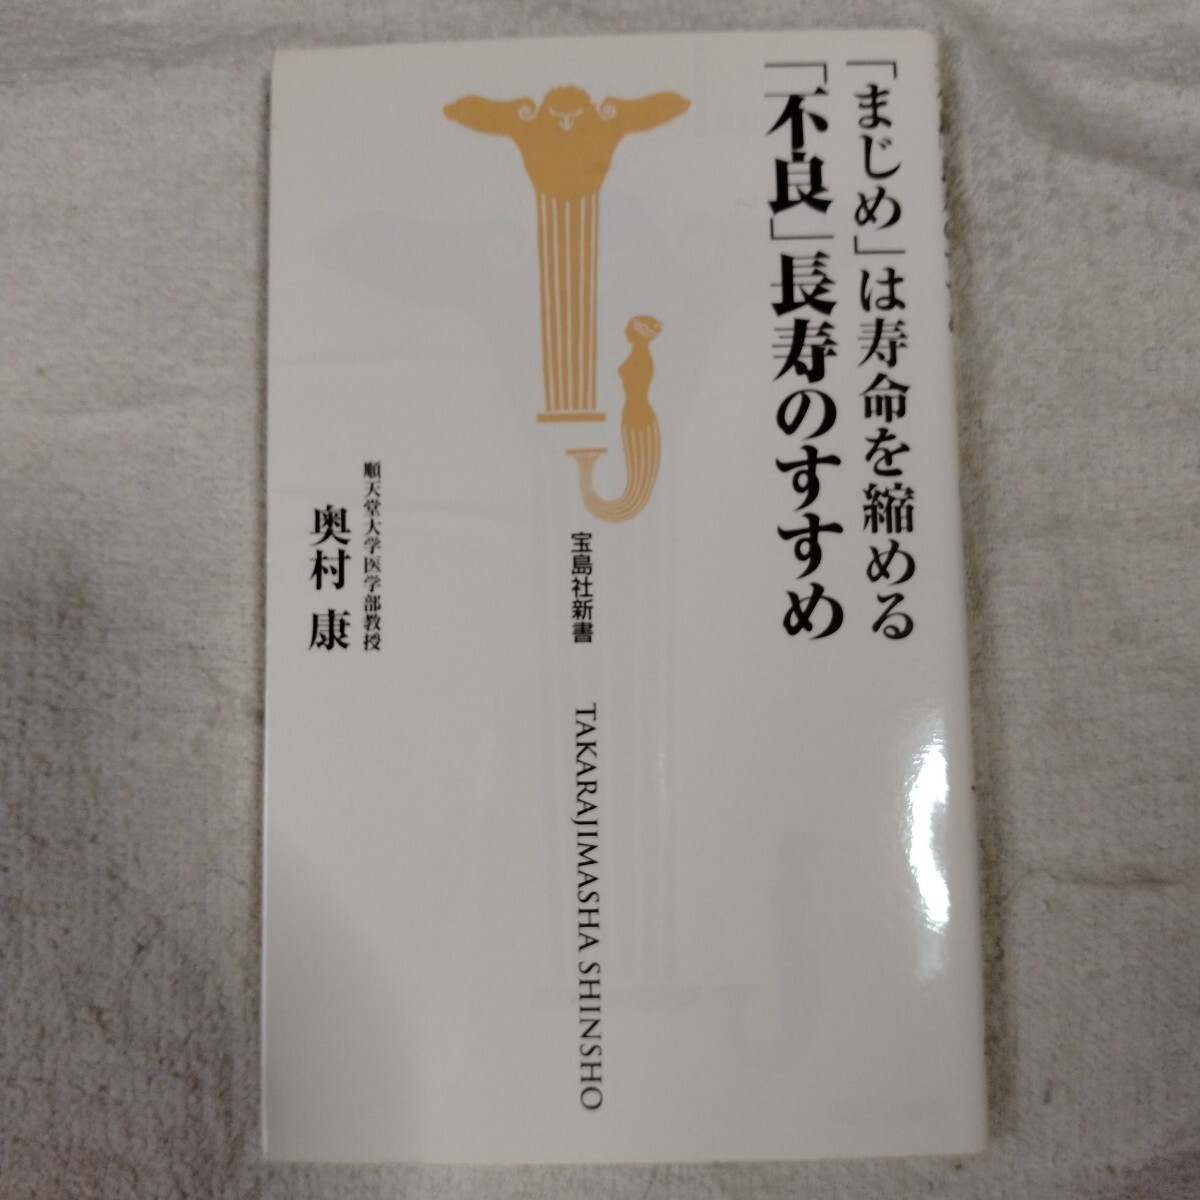 「まじめ」は寿命を縮める
「不良」長寿のすすめ
宝島社新書
TAKARAJIMASHA SHINSHO
順天堂大学医学部教授
奥村 康